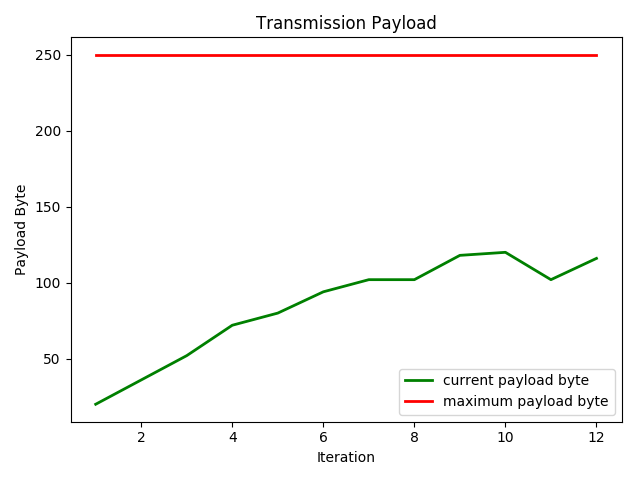 Transmission Payload
250
200
150
100
50
Payload Byte
current payload byte
maximum payload byte
2 4 6 8 10 12
Iteration